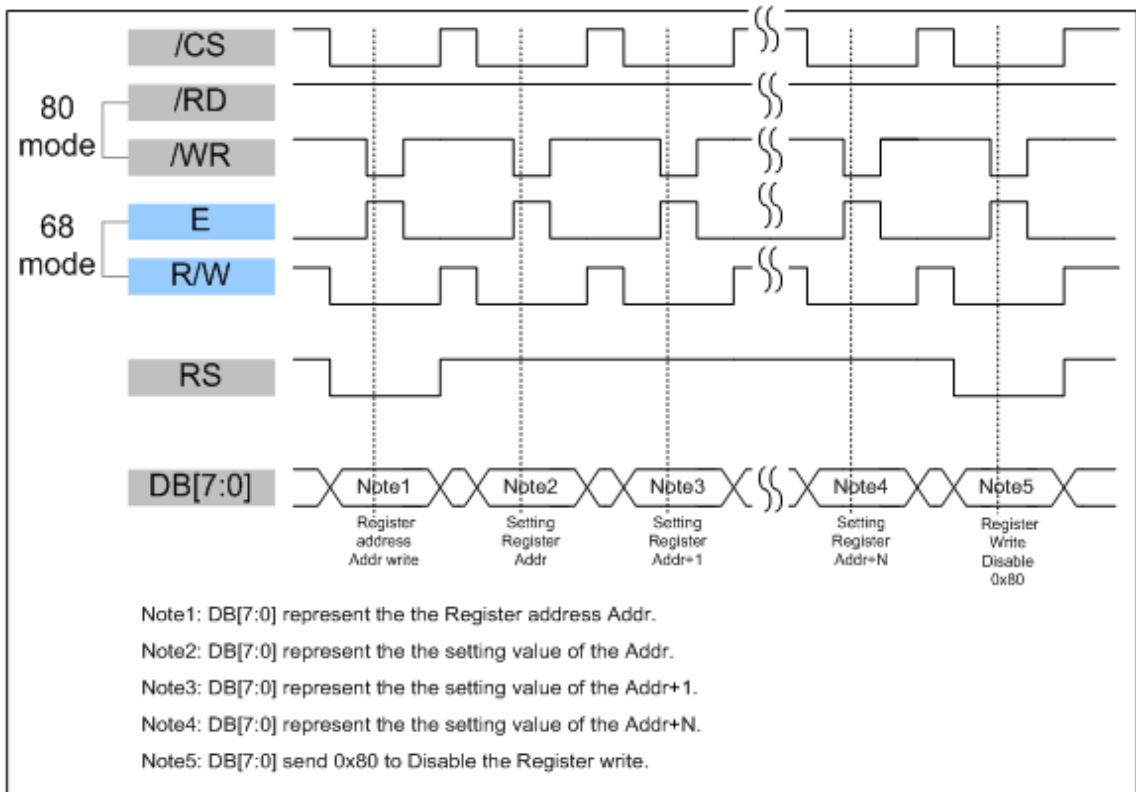 /CS
80
mode
/RD
/WR
68
mode
E
R/W
RS
DB[7:0]
Note1 Note2 Note3 Note4 Note5
Register
address
Addr write
Setting
Register
Addr
Setting
Register
Addr+1
Setting
Register
Addr+N
Register
Write
Disable
0x80
Note1: DB[7:0] represent the the Register address Addr.
Note2: DB[7:0] represent the the setting value of the Addr.
Note3: DB[7:0] represent the the setting value of the Addr+1.
Note4: DB[7:0] represent the the setting value of the Addr+N.
Note5: DB[7:0] send 0x80 to Disable the Register write.